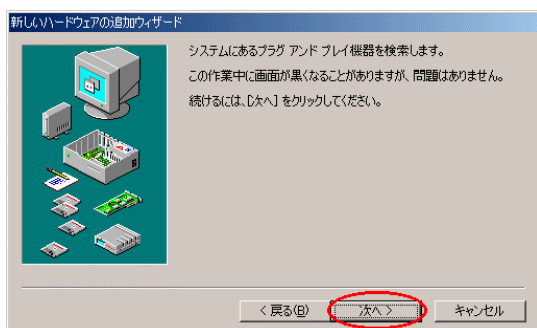 新しいハードウェアの追加ウィザード
システムにあるプラグ アンド プレイ機器を検索します。
この作業中に画面が黒くなることがありますが、問題はありません。
続けるには、[次へ] をクリックしてください。
< 戻る(B) 次へ > キャンセル